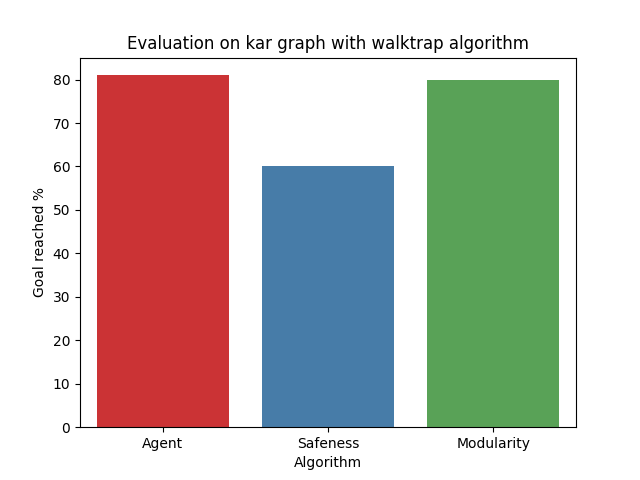 Evaluation on kar graph with walktrap algorithm
80
70
60
50
40
30
20
10
0
Goal reached %
Agent
Safeness
Modularity
Algorithm